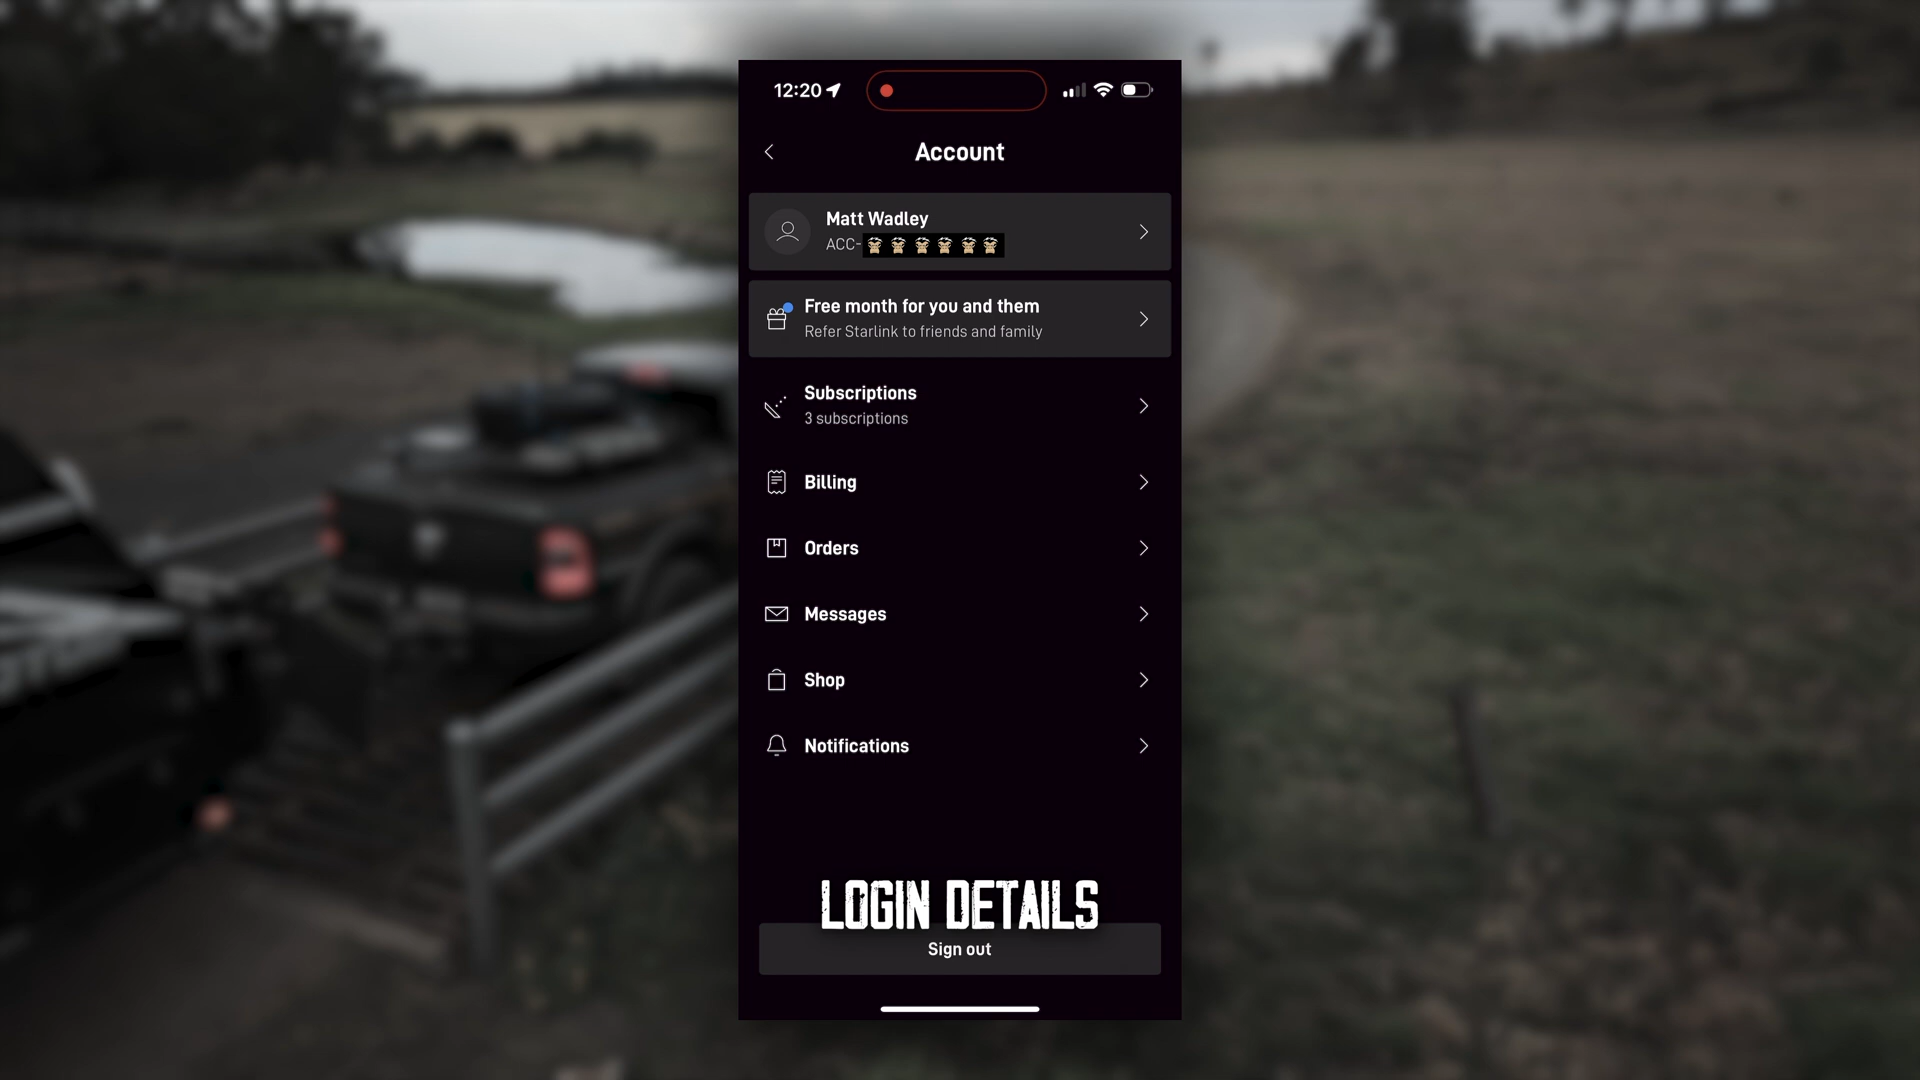 12:20
Account
Matt Wadley
ACC-
Free month for you and them
Refer Starlink to friends and family
Subscriptions
3 subscriptions
Billing
Orders
Messages
Shop
Notifications
LOGIN DETAILS
Sign out